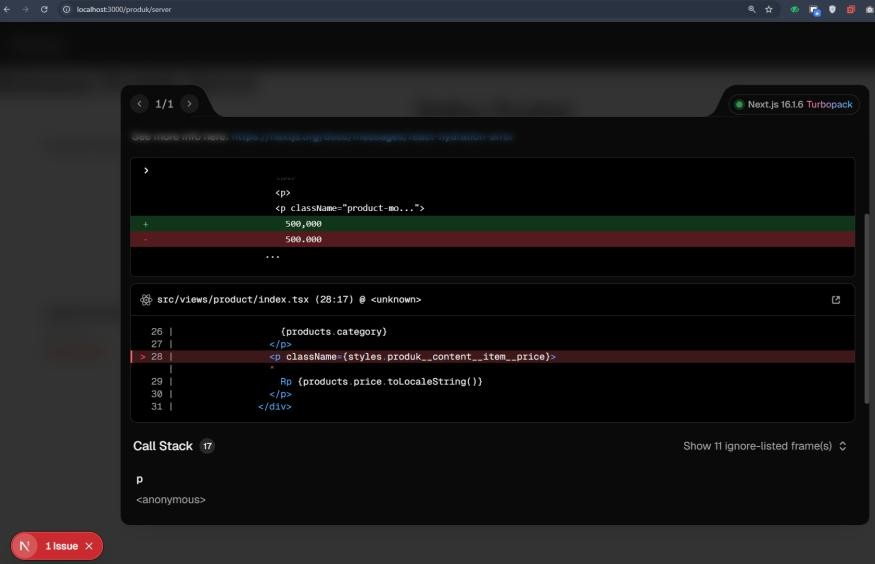 localhost:3000/produk/server
1/1
Next.js 16.1.6 Turbopack
See more info here: https://nextjs.org/docs/messages/react-hydration-error
<p>
<p className="product-mo...">
+ 500,000
- 500.000
...
src/views/product/index.tsx (28:17) @ <unknown>
26 | {products.category}
27 | </p>
> 28 | <p className={styles.produk__content__item__price}>
| ^
29 | Rp {products.price.toLocaleString()}
30 | </p>
31 | </div>
Call Stack 17
Show 11 ignore-listed frame(s)
p
<anonymous>
N 1 Issue